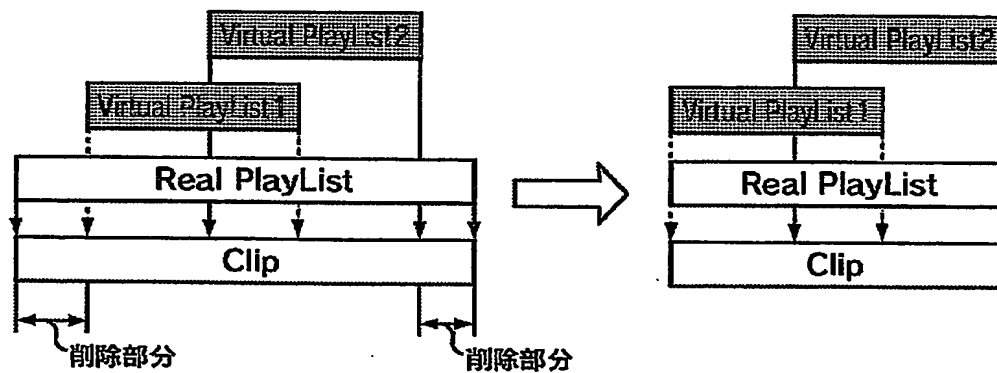 Virtual PlayList2
Virtual PlayList1
Real PlayList
Clip
削除部分
削除部分
Virtual PlayList2
Virtual PlayList1
Real PlayList
Clip